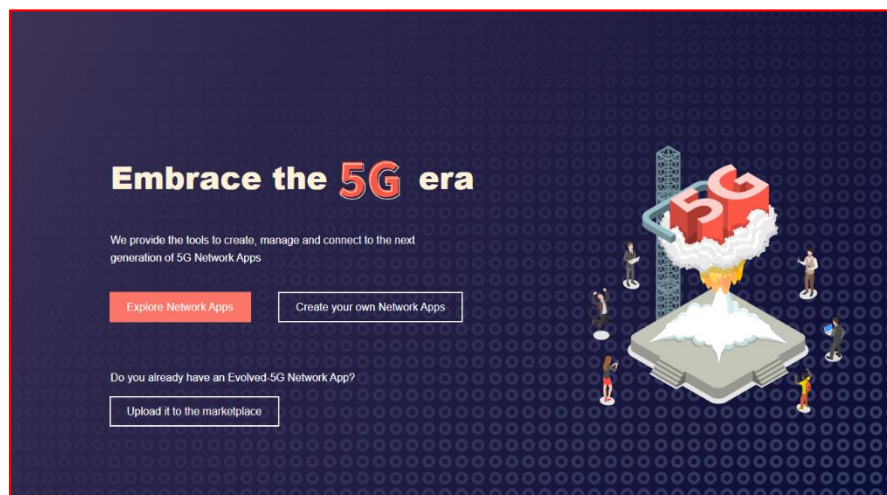 Embrace the 5G era
5G
We provide the tools to create, manage and connect to the next
generation of 5G Network Apps
Explore Network Apps
Create your own Network Apps
Do you already have an Evolved-5G Network App?
Upload it to the marketplace